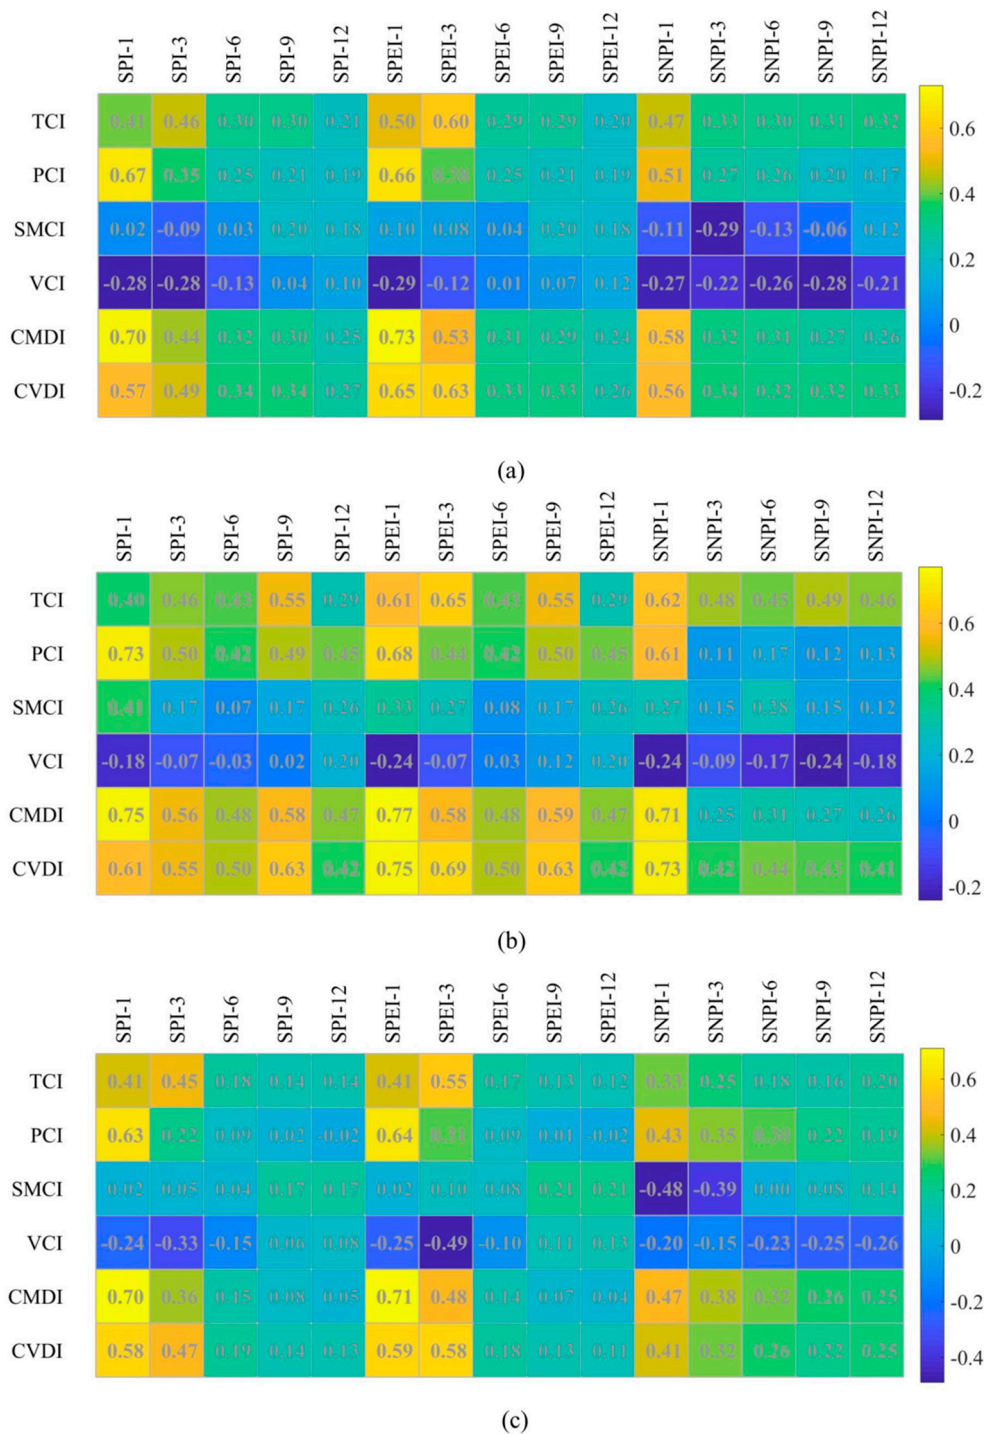 SPI-1 SPI-3 SPI-6 SPI-9 SPI-12 SPEI-1 SPEI-3 SPEI-6 SPEI-9 SPEI-12 SNPI-1 SNPI-3 SNPI-6 SNPI-9 SNPI-12
TCI 0.41 0.46 0.30 0.30 0.21 0.50 0.60 0.29 0.29 0.20 0.47 0.33 0.30 0.31 0.32
PCI 0.67 0.35 0.25 0.21 0.19 0.66 0.25 0.21 0.19 0.51 0.27 0.26 0.20 0.17
SMCI 0.02 -0.09 0.03 0.20 0.18 0.10 0.08 0.04 0.20 0.18 -0.11 -0.29 -0.13 -0.06 0.12
VCI -0.28 -0.28 -0.13 0.04 0.10 -0.29 -0.12 0.01 0.07 0.12 -0.27 -0.22 -0.26 -0.28 -0.21
CMDI 0.70 0.44 0.32 0.30 0.25 0.73 0.53 0.31 0.29 0.24 0.58 0.32 0.31 0.27 0.26
CVDI 0.57 0.49 0.34 0.34 0.27 0.65 0.63 0.33 0.33 0.26 0.56 0.34 0.32 0.32 0.33
0.6
0.4
0.2
0
-0.2
(a)
SPI-1 SPI-3 SPI-6 SPI-9 SPI-12 SPEI-1 SPEI-3 SPEI-6 SPEI-9 SPEI-12 SNPI-1 SNPI-3 SNPI-6 SNPI-9 SNPI-12
TCI 0.40 0.46 0.43 0.55 0.29 0.61 0.65 0.43 0.55 0.29 0.62 0.48 0.45 0.49 0.46
PCI 0.73 0.50 0.42 0.49 0.45 0.68 0.44 0.42 0.50 0.45 0.61 0.11 0.17 0.12 0.13
SMCI 0.41 0.17 0.07 0.17 0.26 0.33 0.27 0.08 0.17 0.26 0.27 0.15 0.28 0.15 0.12
VCI -0.18 -0.07 -0.03 0.02 0.20 -0.24 -0.07 0.03 0.12 0.20 -0.24 -0.09 -0.17 -0.24 -0.18
CMDI 0.75 0.56 0.48 0.58 0.47 0.77 0.58 0.48 0.59 0.47 0.71 0.25 0.31 0.27 0.26
CVDI 0.61 0.55 0.50 0.63 0.42 0.75 0.69 0.50 0.63 0.42 0.73 0.42 0.44 0.43 0.41
0.6
0.4
0.2
0
-0.2
(b)
SPI-1 SPI-3 SPI-6 SPI-9 SPI-12 SPEI-1 SPEI-3 SPEI-6 SPEI-9 SPEI-12 SNPI-1 SNPI-3 SNPI-6 SNPI-9 SNPI-12
TCI 0.41 0.45 0.18 0.14 0.14 0.41 0.55 0.17 0.13 0.12 0.33 0.25 0.18 0.16 0.20
PCI 0.63 0.22 0.09 0.02 -0.02 0.64 0.09 0.01 -0.02 0.43 0.35 0.30 0.22 0.19
SMCI 0.02 0.05 0.04 0.17 0.17 0.02 0.10 0.08 0.21 0.21 -0.48 -0.39 0.00 0.08 0.14
VCI -0.24 -0.33 -0.15 0.06 0.08 -0.25 -0.49 -0.10 0.11 0.13 -0.20 -0.15 -0.23 -0.25 -0.26
CMDI 0.70 0.36 0.15 0.08 0.05 0.71 0.48 0.14 0.07 0.04 0.47 0.38 0.32 0.26 0.25
CVDI 0.58 0.47 0.19 0.14 0.13 0.59 0.58 0.18 0.13 0.11 0.41 0.32 0.26 0.22 0.25
0.6
0.4
0.2
0
-0.2
-0.4
(c)